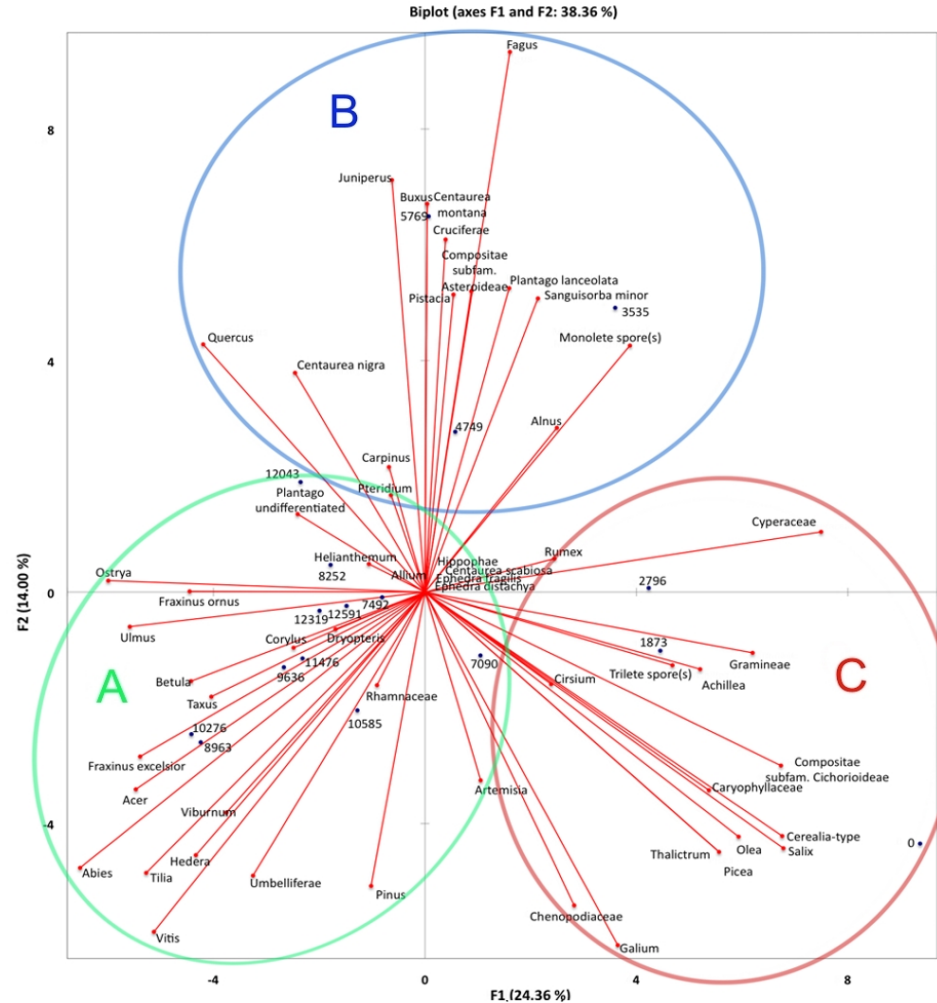 Biplot (axes F1 and F2: 38.36 %)
Fagus
B
8
Juniperus
Buxus
Centaurea
montana
5769
Cruciferae
Compositae
subfam.
Asteroideae
Pistacia
Plantago lanceolata
Sanguisorba minor
3535
Quercus
Monolete spore(s)
4
Centaurea nigra
Alnus
4749
Carpinus
12043
Pteridium
Plantago
undifferentiated
Cyperaceae
Helianthemum
Hippophae
Rumex
Centaurea scabiosa
8252
Allium
Ephedra fragilis
Ephedra distachya
Ostrya
2796
0
Fraxinus ornus
7492
12591
12319
Ulmus
Corylus
Dryopteris
1873
11476
7090
Gramineae
9636
Trilete spore(s)
Cirsium
Achillea
A
C
Betula
Taxus
Rhamnaceae
10585
10276
8963
Fraxinus excelsior
Compositae
subfam. Cichorioideae
Acer
Artemisia
Caryophyllaceae
Viburnum
-4
Cerealia-type
Olea
Salix
0
Hedera
Thalictrum
Abies
Tilia
Umbelliferae
Pinus
Picea
Chenopodiaceae
Vitis
Galium
-4
0
4
8
F1 (24.36 %)
F2 (14.00 %)